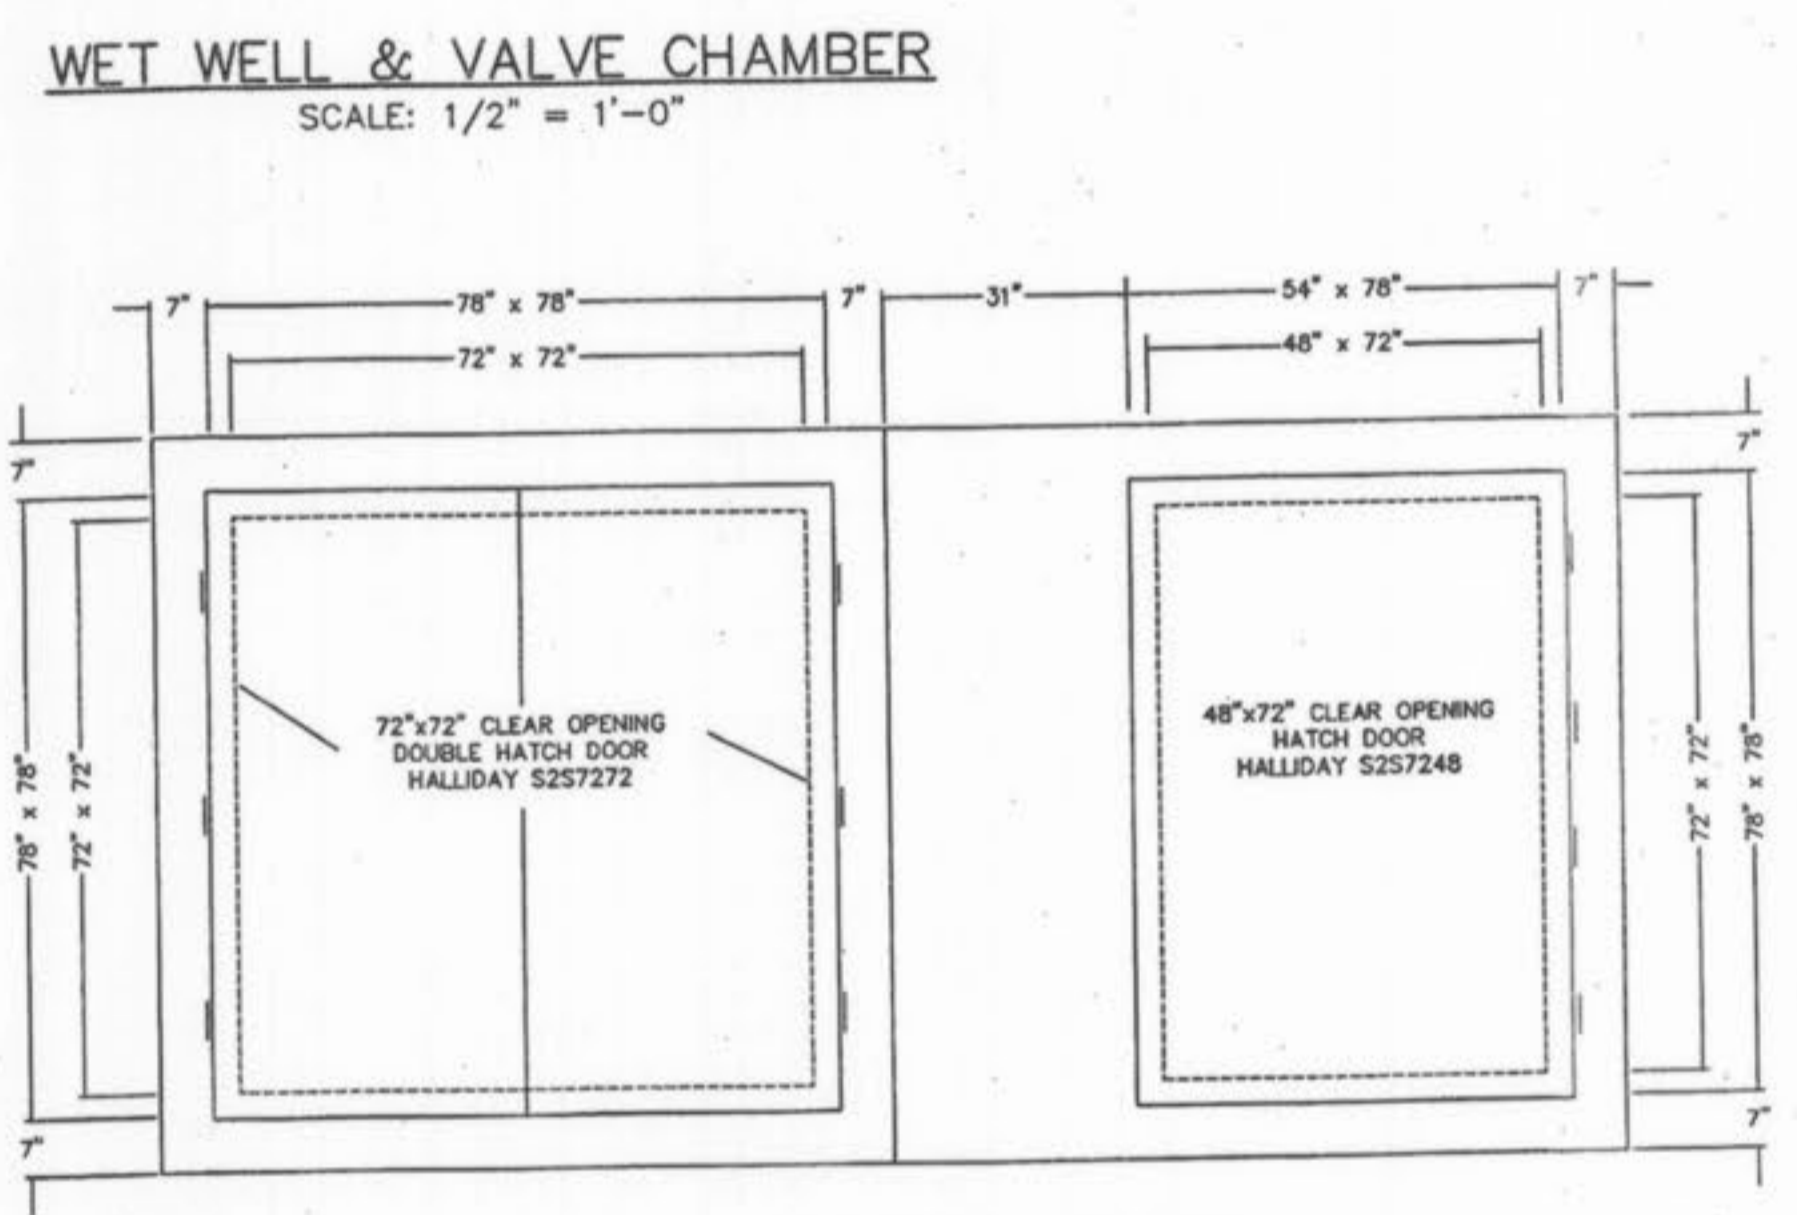 WET WELL & VALVE CHAMBER
SCALE: 1/2" = 1'-0"
7"
78" x 78"
7"
31"
54" x 78"
7"
72" x 72"
48" x 72"
7"
7"
72"x72" CLEAR OPENING
DOUBLE HATCH DOOR
HALLIDAY S2S7272
48"x72" CLEAR OPENING
HATCH DOOR
HALLIDAY S2S7248
78" x 78"
72" x 72"
72" x 72"
78" x 78"
7"
7"